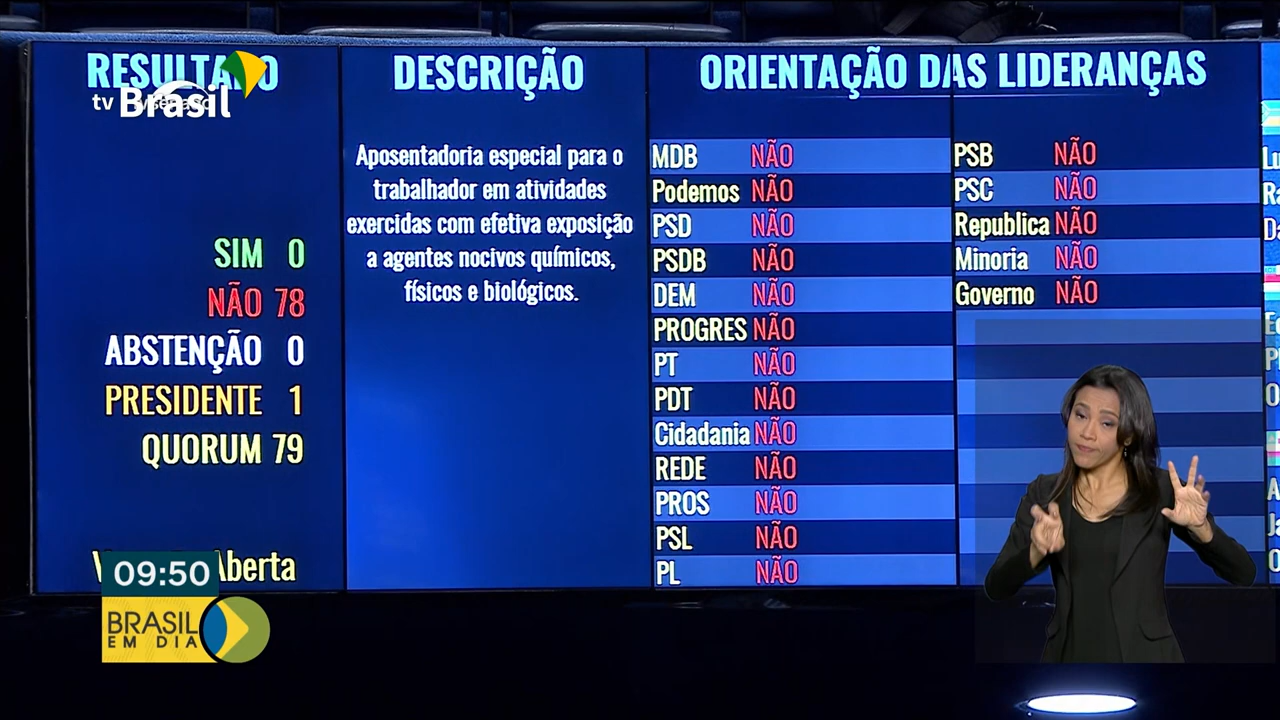 RESULTADO
tv Brasil
SIM 0
NÃO 78
ABSTENÇÃO 0
PRESIDENTE 1
QUORUM 79
Aberta
DESCRIÇÃO
Aposentadoria especial para o
trabalhador em atividades
exercidas com efetiva exposição
a agentes nocivos químicos,
físicos e biológicos.
ORIENTAÇÃO DAS LIDERANÇAS
MDB NÃO
Podemos NÃO
PSD NÃO
PSDB NÃO
DEM NÃO
PROGRES NÃO
PT NÃO
PDT NÃO
Cidadania NÃO
REDE NÃO
PROS NÃO
PSL NÃO
PL NÃO
PSB NÃO
PSC NÃO
Republica NÃO
Minoria NÃO
Governo NÃO
09:50
BRASIL
EM DIA